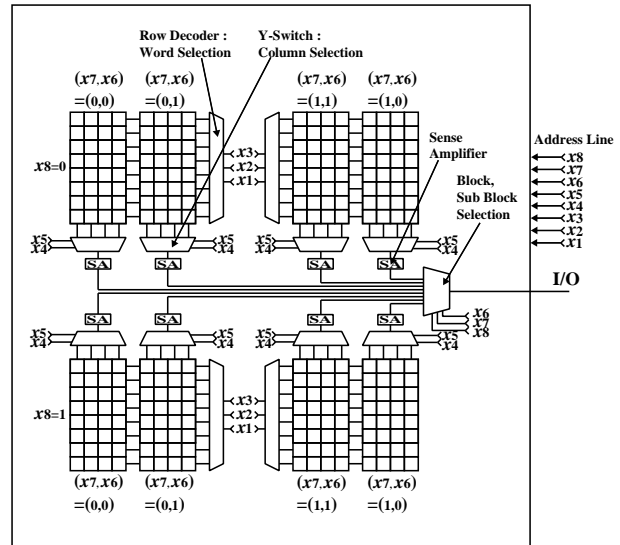 Row Decoder :
Word Selection
Y-Switch :
Column Selection
(x7,x6)
=(0,0)
(x7,x6)
=(0,1)
(x7,x6)
=(1,1)
(x7,x6)
=(1,0)
x8=0
x3
x2
x1
Sense
Amplifier
Block,
Sub Block
Selection
Address Line
x8
x7
x6
x5
x4
x3
x2
x1
x5
x4
x5
x4
x5
x4
x5
x4
SA
SA
SA
SA
I/O
SA
SA
SA
SA
x6
x7
x8
x5
x4
x5
x4
x5
x4
x5
x4
x8=1
x3
x2
x1
(x7,x6)
=(0,0)
(x7,x6)
=(0,1)
(x7,x6)
=(1,1)
(x7,x6)
=(1,0)